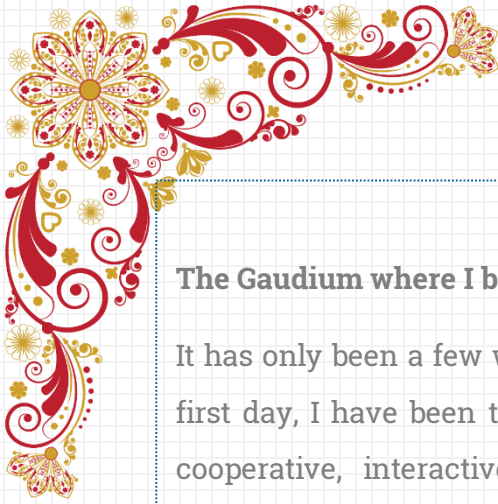 The Gaudium where I b
It has only been a few
first day, I have been
cooperative, interactive